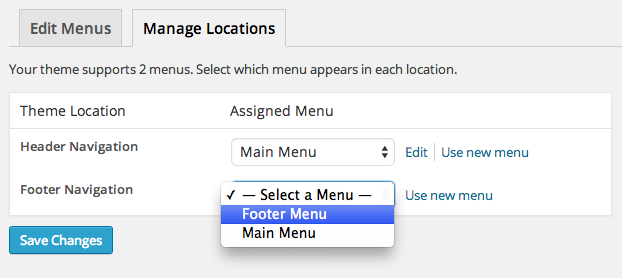 Edit Menus Manage Locations
Your theme supports 2 menus. Select which menu appears in each location.
Theme Location Assigned Menu
Header Navigation Main Menu Edit Use new menu
Footer Navigation ✓ — Select a Menu — Use new menu
Footer Menu
Main Menu
Save Changes